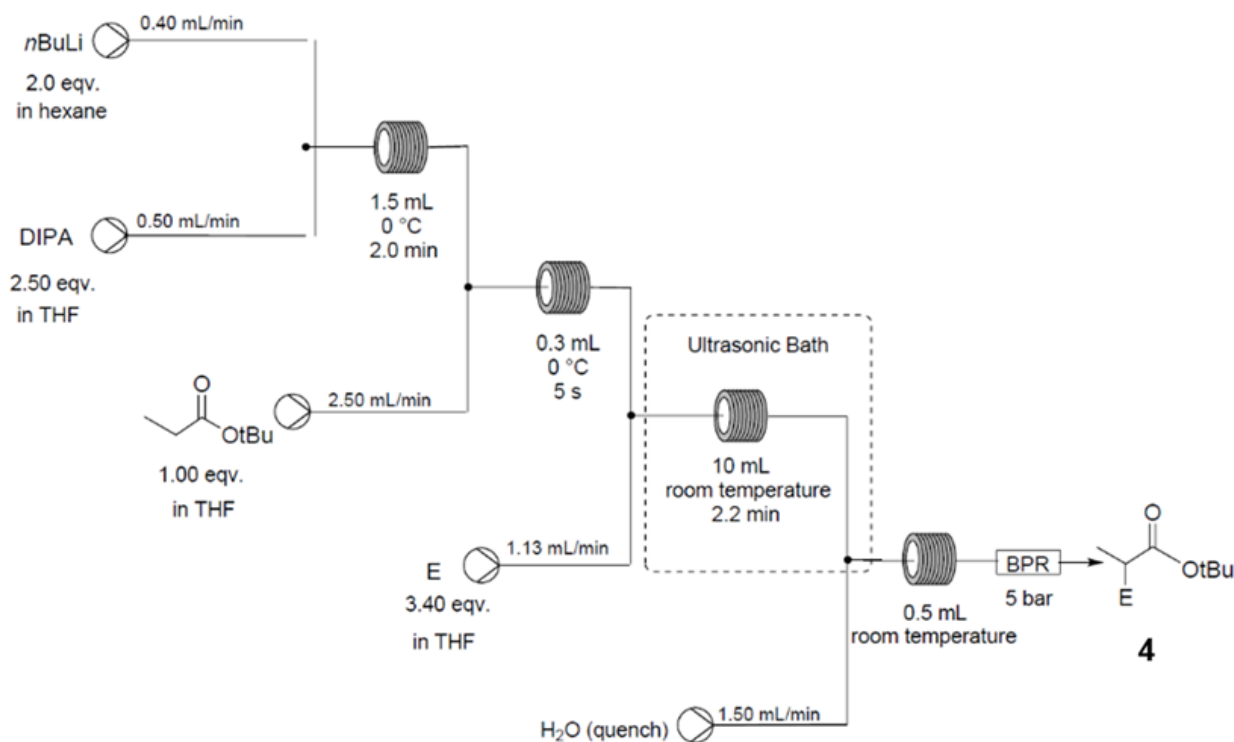 nBuLi
0.40 mL/min
2.0 eqv.
in hexane
DIPA
0.50 mL/min
2.50 eqv.
in THF
1.5 mL
0 °C
2.0 min
O
OtBu
2.50 mL/min
1.00 eqv.
in THF
0.3 mL
0 °C
5 s
Ultrasonic Bath
10 mL
room temperature
2.2 min
E
1.13 mL/min
3.40 eqv.
in THF
H₂O (quench)
1.50 mL/min
0.5 mL
room temperature
BPR
5 bar
O
OtBu
E
4